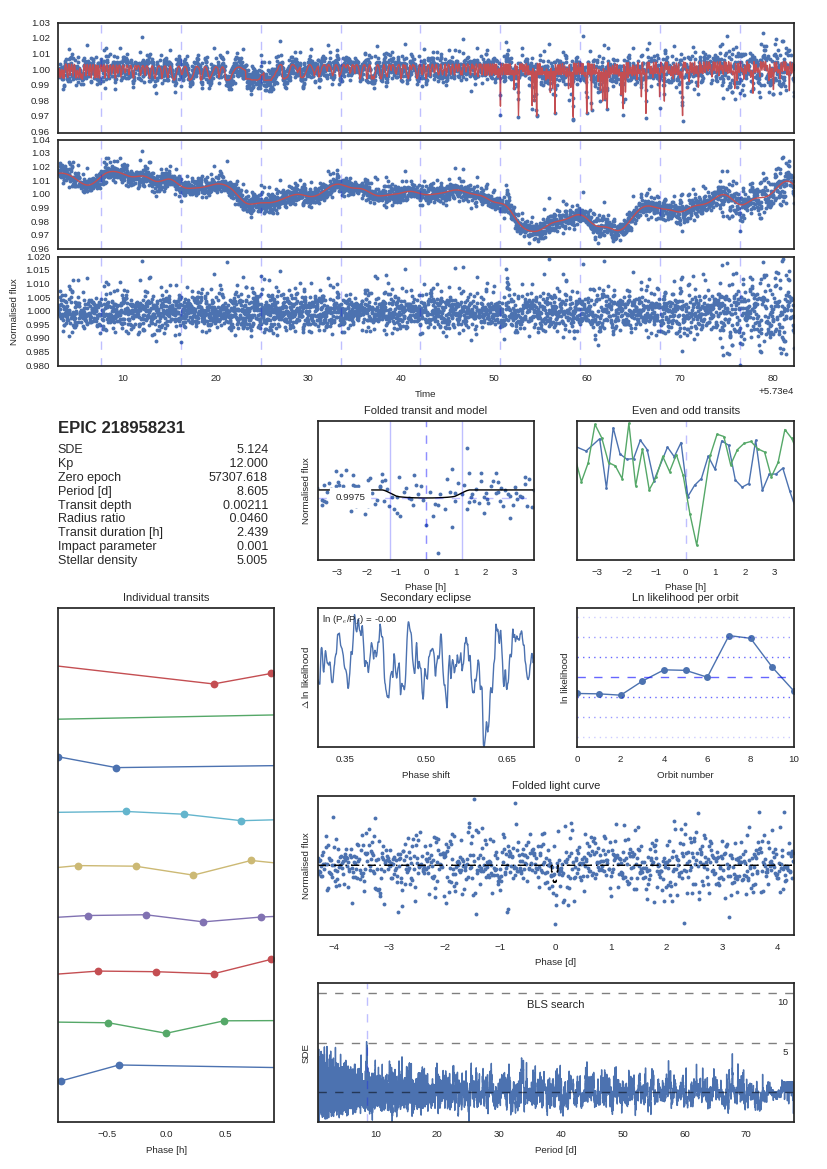 1.03
1.02
1.01
1.00
0.99
0.98
0.97
0.96
1.04
1.03
1.02
1.01
1.00
0.99
0.98
0.97
0.96
1.020
1.015
1.010
1.005
1.000
0.995
0.990
0.985
0.980
Normalised flux
10 20 30 40 50 60 70 80
Time
+5.73e4
EPIC 218958231
SDE 5.124
Kp 12.000
Zero epoch 57307.618
Period [d] 8.605
Transit depth 0.00211
Radius ratio 0.0460
Transit duration [h] 2.439
Impact parameter 0.001
Stellar density 5.005
Folded transit and model
Normalised flux
0.9975
−3 −2 −1 0 1 2 3
Phase [h]
Even and odd transits
−3 −2 −1 0 1 2 3
Phase [h]
Individual transits
−0.5 0.0 0.5
Phase [h]
Secondary eclipse
Δ ln likelihood
0.35 0.50 0.65
Phase shift
Ln likelihood per orbit
ln likelihood
0 2 4 6 8 10
Orbit number
Folded light curve
Normalised flux
−4 −3 −2 −1 0 1 2 3 4
Phase [d]
BLS search
10
5
SDE
10 20 30 40 50 60 70
Period [d]